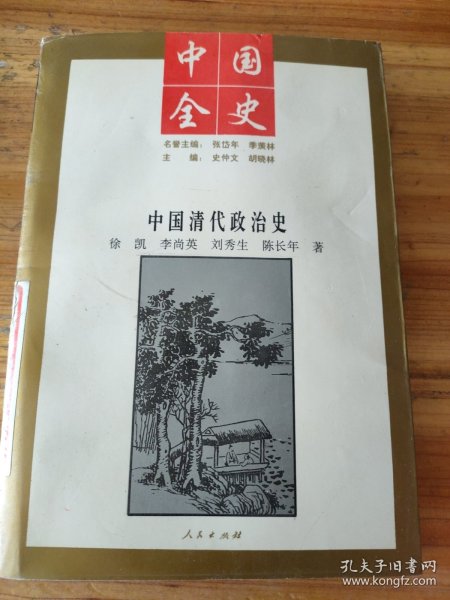 中国
全史
名誉主编：张岱年 季羡林
主 编：史仲文 胡晓林
中国清代政治史
徐 凯 李尚英 刘秀生 陈长年 著
人民出版社
孔夫子旧书网
www.kongfz.com